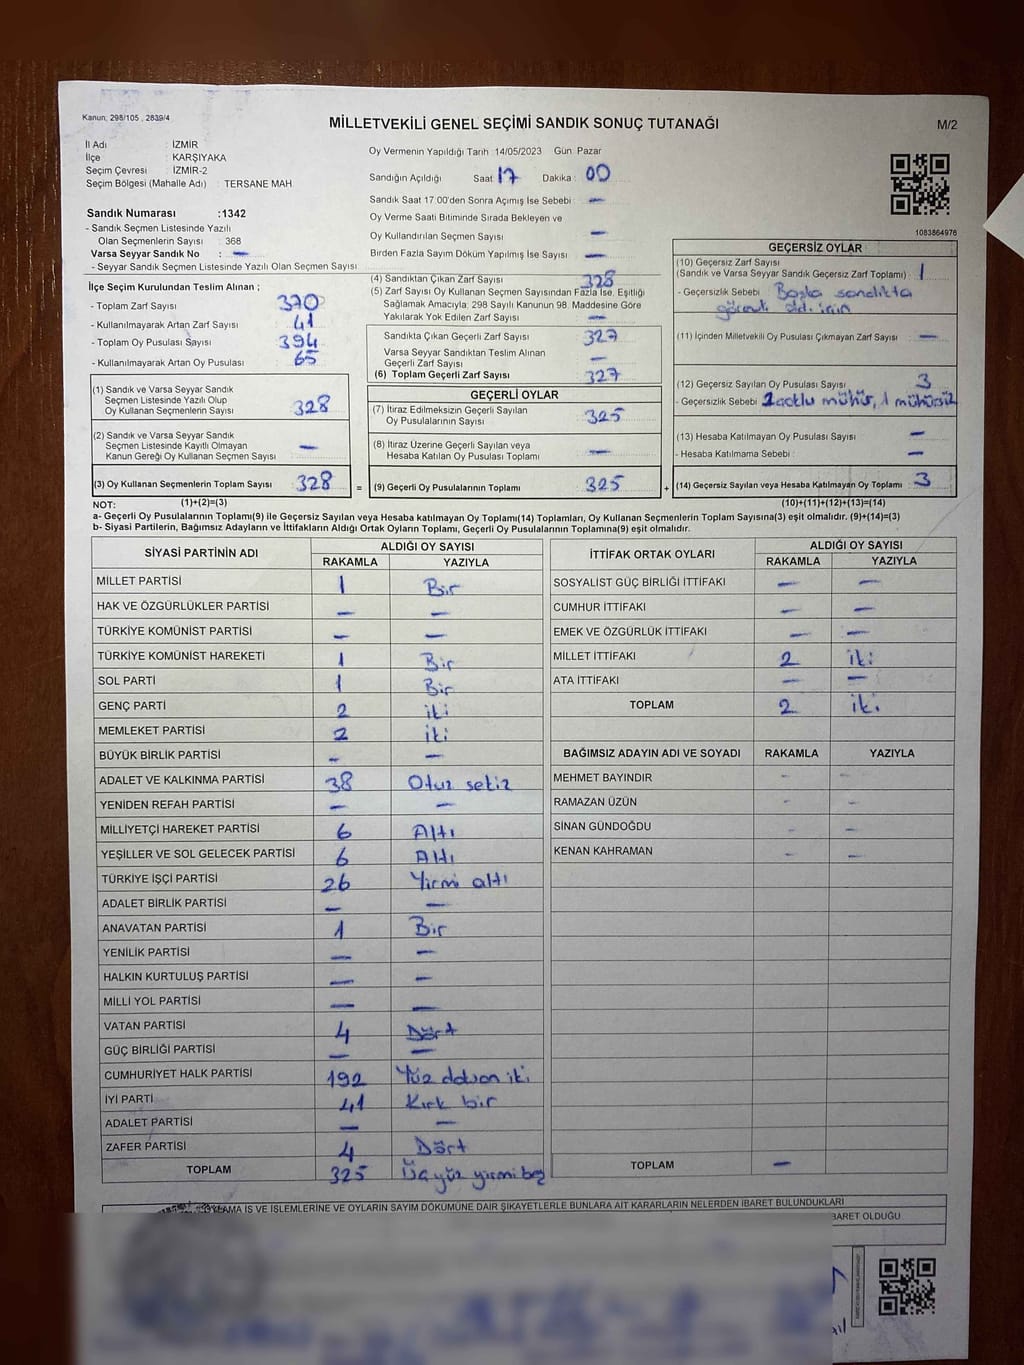 Kanun, 298/105 , 2839/4
MİLLETVEKİLİ GENEL SEÇİMİ SANDIK SONUÇ TUTANAĞI
M/2
İl Adı : İZMİR
İlçe : KARŞIYAKA
Seçim Çevresi : İZMİR-2
Seçim Bölgesi (Mahalle Adı) : TERSANE MAH
Sandık Numarası :1342
- Sandık Seçmen Listesinde Yazılı
Olan Seçmenlerin Sayısı : 368
Varsa Seyyar Sandık No : —
- Seyyar Sandık Seçmen Listesinde Yazılı Olan Seçmen Sayısı
İlçe Seçim Kurulundan Teslim Alınan ;
- Toplam Zarf Sayısı 370
- Kullanılmayarak Artan Zarf Sayısı 41
- Toplam Oy Pusulası Sayısı 394
- Kullanılmayarak Artan Oy Pusulası 65
(1) Sandık ve Varsa Seyyar Sandık
Seçmen Listesinde Yazılı Olup
Oy Kullanan Seçmenlerin Sayısı 328
(2) Sandık ve Varsa Seyyar Sandık
Seçmen Listesinde Kayıtlı Olmayan
Kanun Gereği Oy Kullanan Seçmen Sayısı —
(3) Oy Kullanan Seçmenlerin Toplam Sayısı 328 =
Oy Vermenin Yapıldığı Tarih :14/05/2023 Gün: Pazar
Sandığın Açıldığı Saat 17 Dakika : 00
Sandık Saat 17:00'den Sonra Açımış İse Sebebi : —
Oy Verme Saati Bitiminde Sırada Bekleyen ve
Oy Kullandırılan Seçmen Sayısı —
Birden Fazla Sayım Döküm Yapılmış İse Sayısı —
(4) Sandıktan Çıkan Zarf Sayısı 328
(5) Zarf Sayısı Oy Kullanan Seçmen Sayısından Fazla İse, Eşitliği
Sağlamak Amacıyla, 298 Sayılı Kanunun 98. Maddesine Göre
Yakılarak Yok Edilen Zarf Sayısı —
Sandıkta Çıkan Geçerli Zarf Sayısı 327
Varsa Seyyar Sandıktan Teslim Alınan
Geçerli Zarf Sayısı —
(6) Toplam Geçerli Zarf Sayısı 327
GEÇERLİ OYLAR
(7) İtiraz Edilmeksizin Geçerli Sayılan
Oy Pusulalarının Sayısı 325
(8) İtiraz Üzerine Geçerli Sayılan veya
Hesaba Katılan Oy Pusulası Toplamı —
(9) Geçerli Oy Pusulalarının Toplamı 325 +
1083864976
GEÇERSİZ OYLAR
(10) Geçersiz Zarf Sayısı
(Sandık ve Varsa Seyyar Sandık Geçersiz Zarf Toplamı) : 1
- Geçersizlik Sebebi Başka sandıkta
(11) İçinden Milletvekili Oy Pusulası Çıkmayan Zarf Sayısı —
(12) Geçersiz Sayılan Oy Pusulası Sayısı 3
- Geçersizlik Sebebi mühür, 1 mühürsüz
(13) Hesaba Katılmayan Oy Pusulası Sayısı —
- Hesaba Katılmama Sebebi : —
(14) Geçersiz Sayılan veya Hesaba Katılmayan Oy Toplamı 3
NOT: (1)+(2)=(3) (10)+(11)+(12)+(13)=(14)
a- Geçerli Oy Pusulalarının Toplamı(9) ile Geçersiz Sayılan veya Hesaba katılmayan Oy Toplamı(14) Toplamları, Oy Kullanan Seçmenlerin Toplam Sayısına(3) eşit olmalıdır. (9)+(14)=(3)
b- Siyasi Partilerin, Bağımsız Adayların ve İttifakların Aldığı Ortak Oyların Toplamı, Geçerli Oy Pusulalarının Toplamına(9) eşit olmalıdır.
SİYASİ PARTİNİN ADI ALDIĞI OY SAYISI
RAKAMLA YAZIYLA
MİLLET PARTİSİ 1 Bir
HAK VE ÖZGÜRLÜKLER PARTİSİ — —
TÜRKİYE KOMÜNİST PARTİSİ — —
TÜRKİYE KOMÜNİST HAREKETİ 1 Bir
SOL PARTİ 1 Bir
GENÇ PARTİ 2 iki
MEMLEKET PARTİSİ 2 iki
BÜYÜK BİRLİK PARTİSİ — —
ADALET VE KALKINMA PARTİSİ 38 Otuz sekiz
YENİDEN REFAH PARTİSİ — —
MİLLİYETÇİ HAREKET PARTİSİ 6 Altı
YEŞİLLER VE SOL GELECEK PARTİSİ 6 Altı
TÜRKİYE İŞÇİ PARTİSİ 26 Yirmi altı
ADALET BİRLİK PARTİSİ — —
ANAVATAN PARTİSİ 1 Bir
YENİLİK PARTİSİ — —
HALKIN KURTULUŞ PARTİSİ — —
MİLLİ YOL PARTİSİ — —
VATAN PARTİSİ 4 Dört
GÜÇ BİRLİĞİ PARTİSİ — —
CUMHURİYET HALK PARTİSİ 192 Yüz doksan iki
İYİ PARTİ 41 Kırk bir
ADALET PARTİSİ — —
ZAFER PARTİSİ 4 Dört
TOPLAM 325 Üçyüz yirmi beş
İTTİFAK ORTAK OYLARI ALDIĞI OY SAYISI
RAKAMLA YAZIYLA
SOSYALİST GÜÇ BİRLİĞİ İTTİFAKI — —
CUMHUR İTTİFAKI — —
EMEK VE ÖZGÜRLÜK İTTİFAKI — —
MİLLET İTTİFAKI 2 iki
ATA İTTİFAKI — —
TOPLAM 2 iki
BAĞIMSIZ ADAYIN ADI VE SOYADI RAKAMLA YAZIYLA
MEHMET BAYINDIR - -
RAMAZAN ÜZÜN - -
SİNAN GÜNDOĞDU - -
KENAN KAHRAMAN - -
TOPLAM —
İŞ VE İŞLEMLERİNE VE OYLARIN SAYIM DÖKÜMÜNE DAİR ŞİKAYETLERLE BUNLARA AİT KARARLARIN NELERDEN İBARET BULUNDUKLARI
OLDUĞU